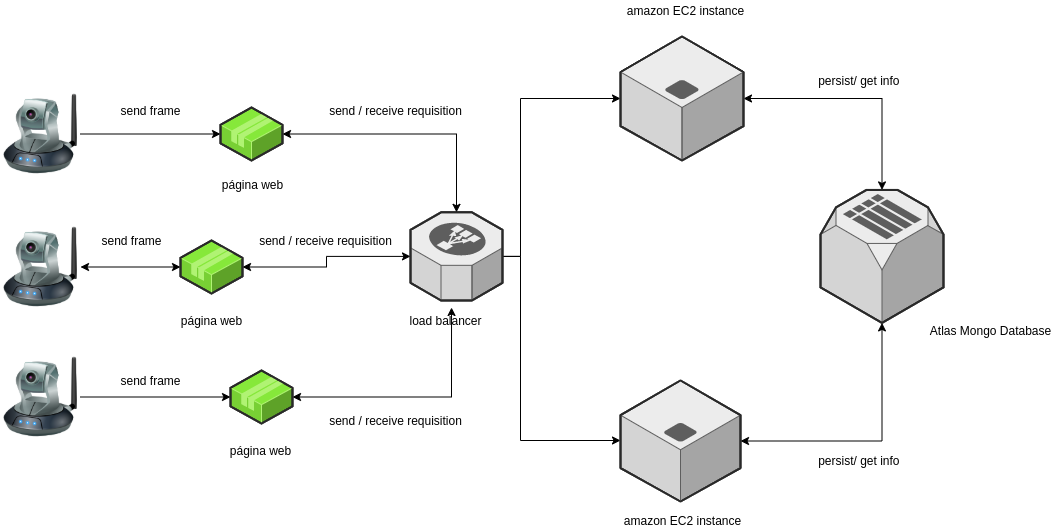 amazon EC2 instance
persist/ get info
send frame
send / receive requisition
página web
send frame
send / receive requisition
página web
load balancer
Atlas Mongo Database
send frame
send / receive requisition
página web
persist/ get info
amazon EC2 instance